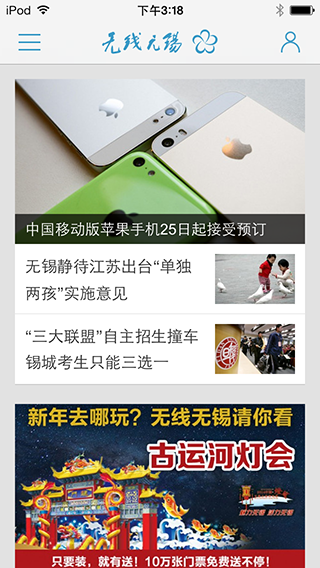 iPod 下午3:18
无线无锡
中国移动版苹果手机25日起接受预订
无锡静待江苏出台“单独
两孩”实施意见
“三大联盟”自主招生撞车
锡城考生只能三选一
新年去哪玩？无线无锡请你看
古运河灯会
只要装，就有送！10万张门票免费送不停！